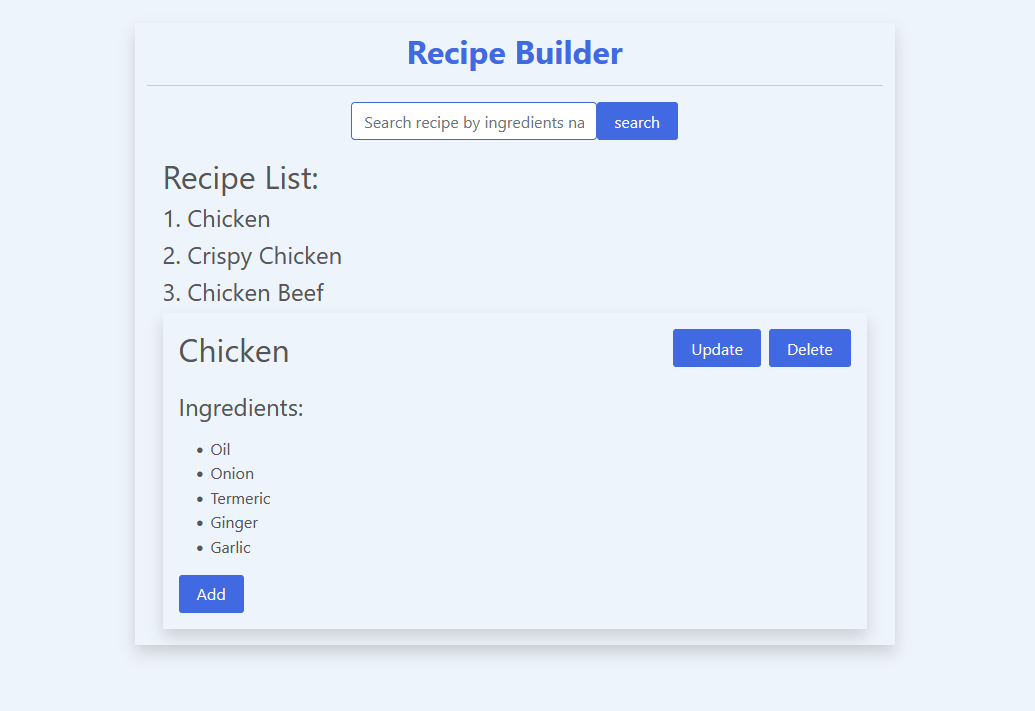 Recipe Builder
Search recipe by ingredients na
search
Recipe List:
1. Chicken
2. Crispy Chicken
3. Chicken Beef
Chicken
Update
Delete
Ingredients:
• Oil
• Onion
• Termeric
• Ginger
• Garlic
Add